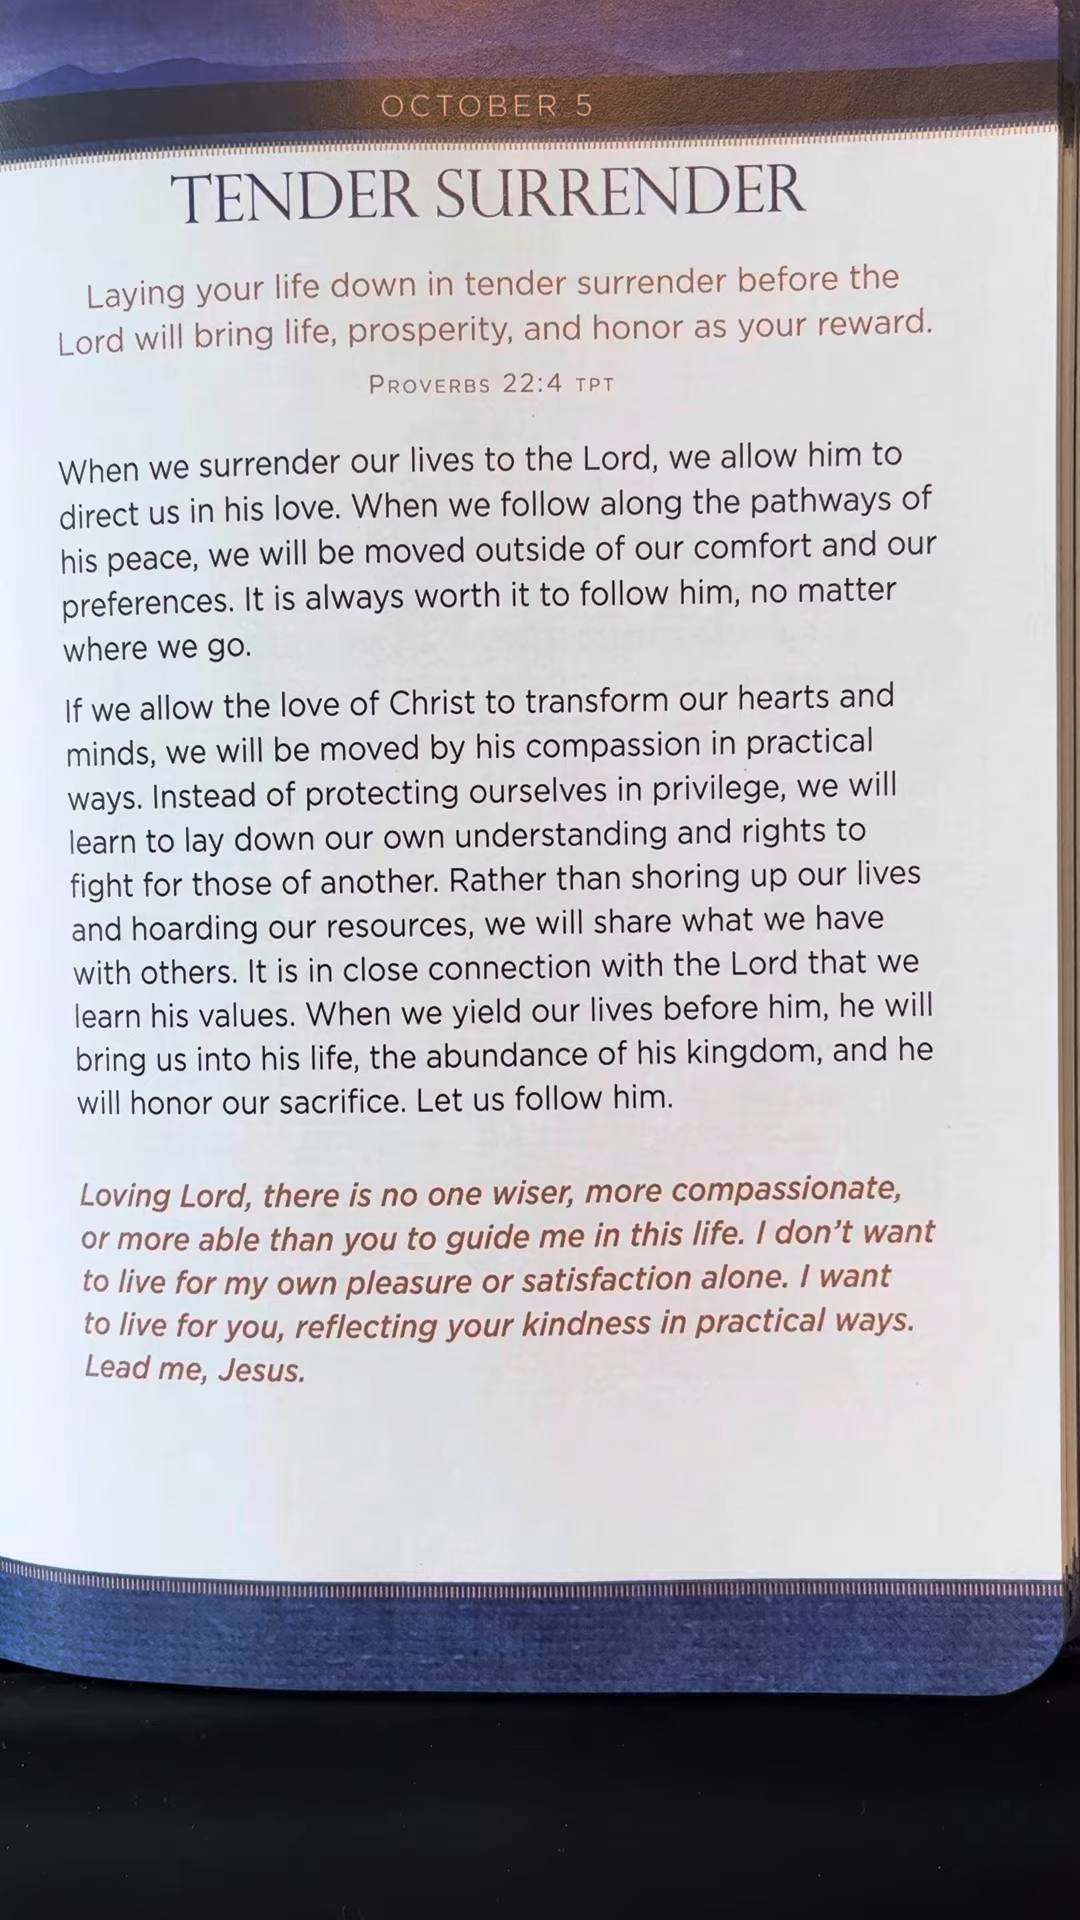 OCTOBER 5
TENDER SURRENDER
Laying your life down in tender surrender before the
Lord will bring life, prosperity, and honor as your reward.
PROVERBS 22:4 TPT
When we surrender our lives to the Lord, we allow him to
direct us in his love. When we follow along the pathways of
his peace, we will be moved outside of our comfort and our
preferences. It is always worth it to follow him, no matter
where we go.
If we allow the love of Christ to transform our hearts and
minds, we will be moved by his compassion in practical
ways. Instead of protecting ourselves in privilege, we will
learn to lay down our own understanding and rights to
fight for those of another. Rather than shoring up our lives
and hoarding our resources, we will share what we have
with others. It is in close connection with the Lord that we
learn his values. When we yield our lives before him, he will
bring us into his life, the abundance of his kingdom, and he
will honor our sacrifice. Let us follow him.
Loving Lord, there is no one wiser, more compassionate,
or more able than you to guide me in this life. I don't want
to live for my own pleasure or satisfaction alone. I want
to live for you, reflecting your kindness in practical ways.
Lead me, Jesus.